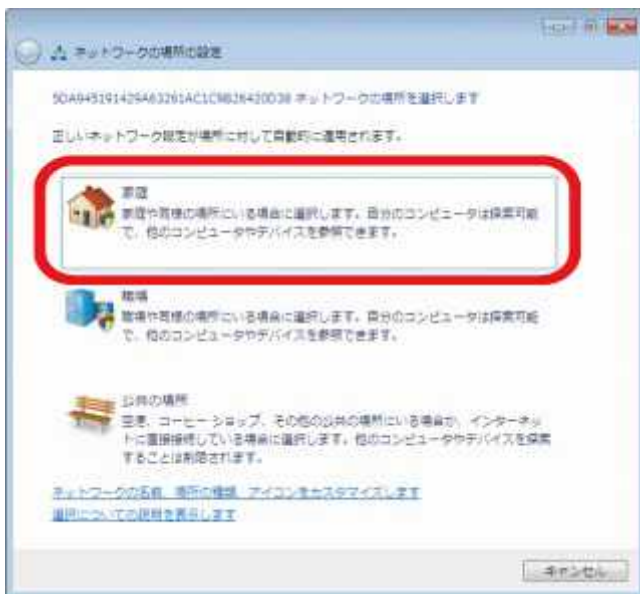 ネットワークの場所の設定
ネットワークの場所を選択します
正しいネットワーク設定が場所に対して自動的に適用されます。
家庭
家庭や同様の場所にいる場合に選択します。自分のコンピュータは探索可能
で、他のコンピュータやデバイスを参照できます。
職場
職場や同様の場所にいる場合に選択します。自分のコンピュータは探索可能
で、他のコンピュータやデバイスを参照できます。
公共の場所
空港、コーヒー ショップ、その他の公共の場所にいる場合か、インターネッ
トに直接接続している場合に選択します。他のコンピュータやデバイスを探索
することは制限されます。
ネットワークの名前、場所の種類、アイコンをカスタマイズします
選択についての説明を表示します
キャンセル